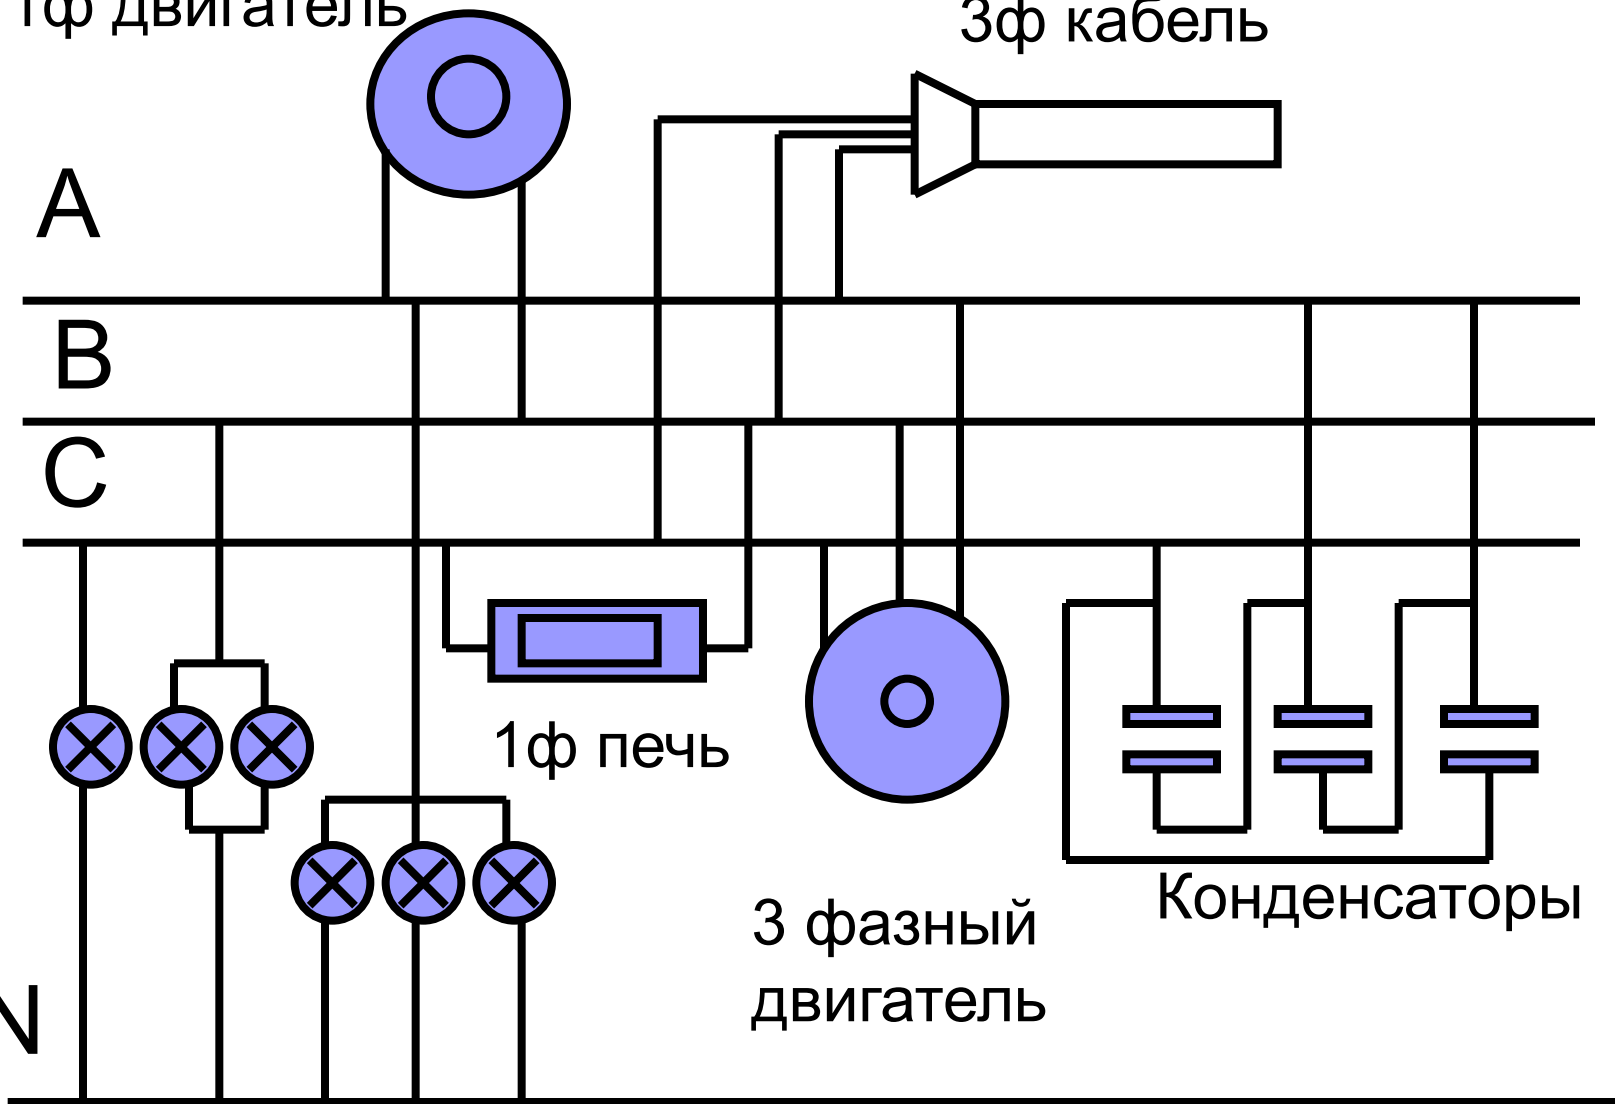 1ф двигатель
3ф кабель
A
B
C
1ф печь
Конденсаторы
3 фазный
двигатель
N